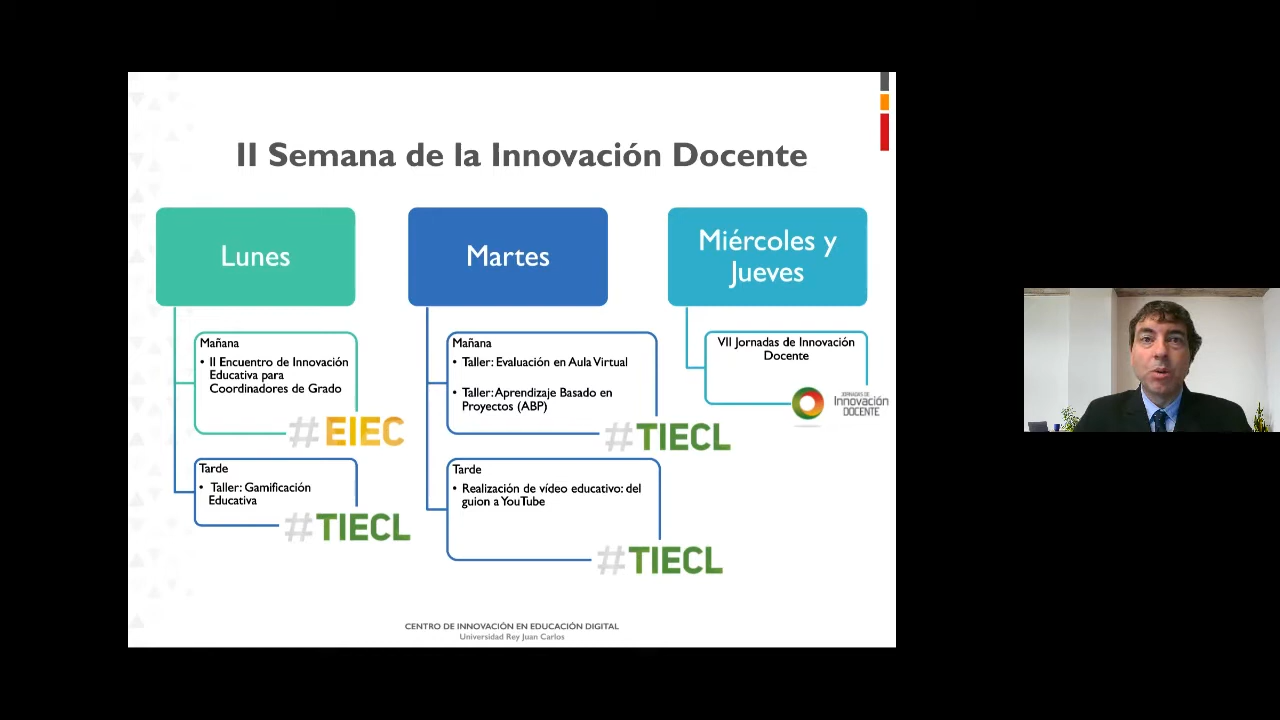 II Semana de la Innovación Docente
Lunes
Mañana
• II Encuentro de Innovación
Educativa para
Coordinadores de Grado
#EIEC
Tarde
• Taller: Gamificación
Educativa
#TIECL
Martes
Mañana
• Taller: Evaluación en Aula Virtual
• Taller: Aprendizaje Basado en
Proyectos (ABP)
#TIECL
Tarde
• Realización de vídeo educativo: del
guion a YouTube
#TIECL
Miércoles y
Jueves
VII Jornadas de Innovación
Docente
JORNADAS DE
Innovación
DOCENTE
CENTRO DE INNOVACIÓN EN EDUCACIÓN DIGITAL
Universidad Rey Juan Carlos